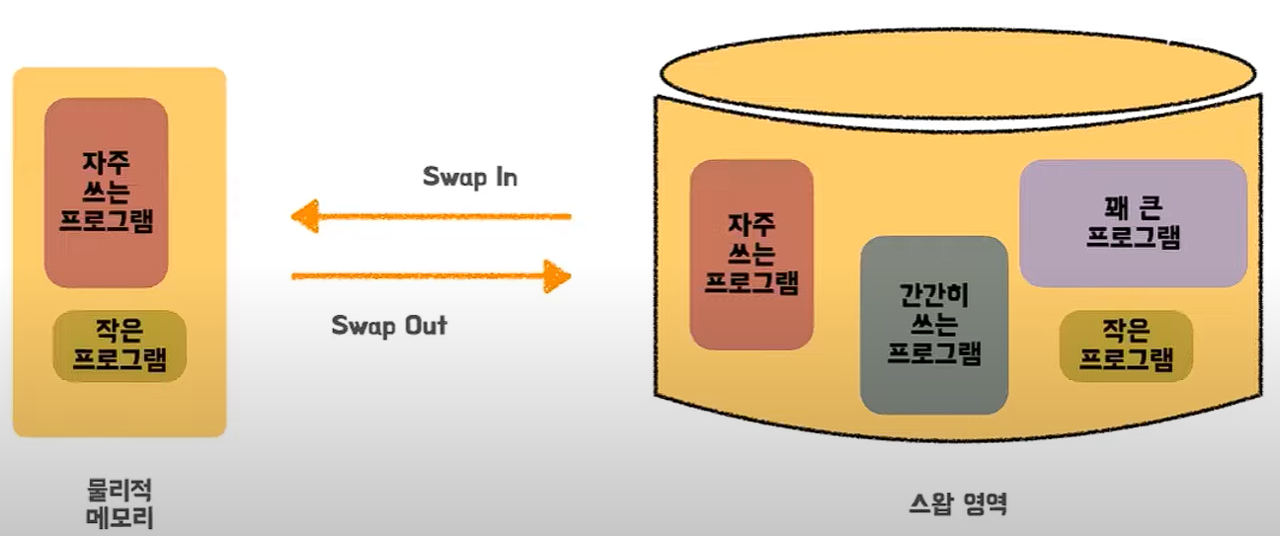 자주
쓰는
프로그램
작은
프로그램
물리적
메모리
Swap In
Swap Out
자주
쓰는
프로그램
간간히
쓰는
프로그램
꽤 큰
프로그램
작은
프로그램
스왑 영역